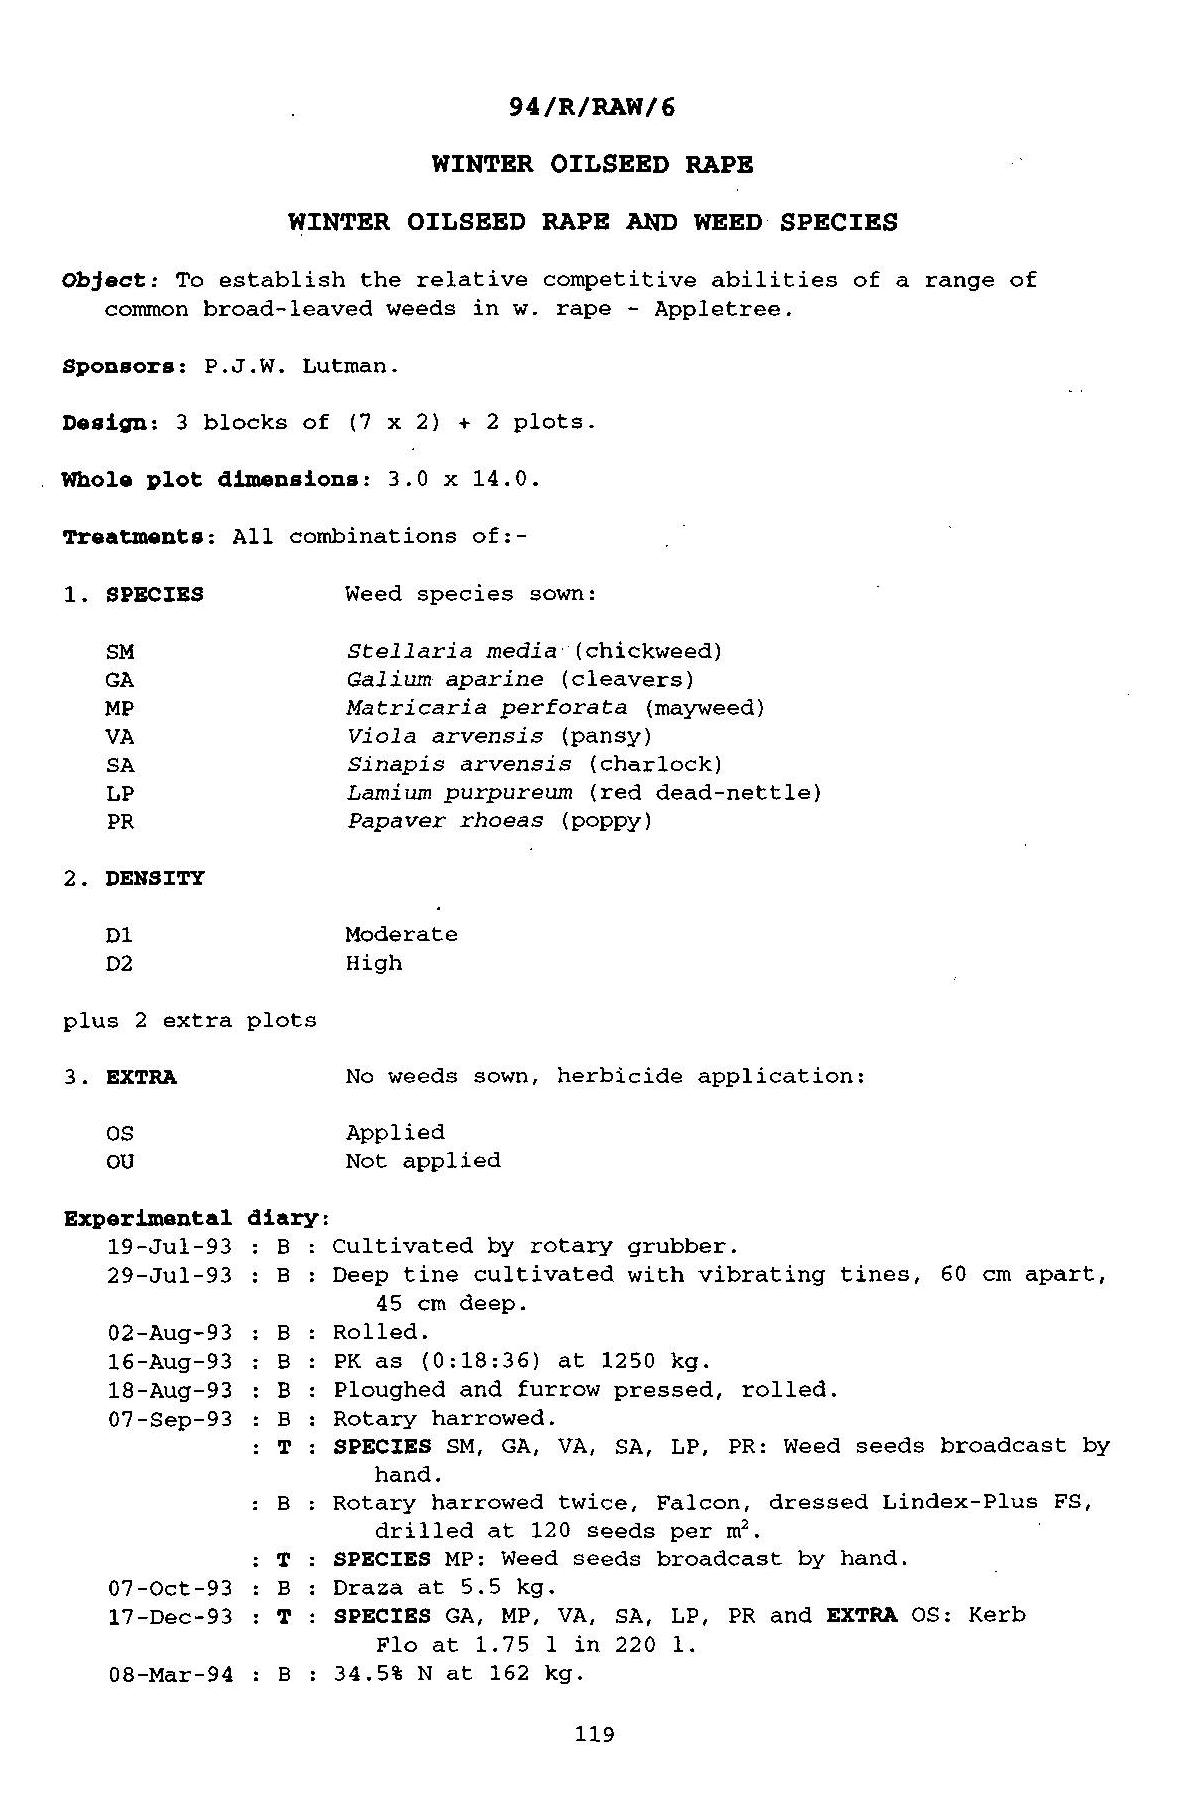 94/R/RAW/6
WINTER OILSEED RAPE
WINTER OILSEED RAPE AND WEED SPECIES
Object: To establish the relative competitive abilities of a range of
common broad-leaved weeds in w. rape - Appletree.
Sponsors: P.J.W. Lutman.
Design: 3 blocks of (7 x 2) + 2 plots.
Whole plot dimensions: 3.0 x 14.0.
Treatments: All combinations of:-
1. SPECIES Weed species sown:
SM Stellaria media (chickweed)
GA Galium aparine (cleavers)
MP Matricaria perforata (mayweed)
VA Viola arvensis (pansy)
SA Sinapis arvensis (charlock)
LP Lamium purpureum (red dead-nettle)
PR Papaver rhoeas (poppy)
2. DENSITY
D1 Moderate
D2 High
plus 2 extra plots
3. EXTRA No weeds sown, herbicide application:
OS Applied
OU Not applied
Experimental diary:
19-Jul-93 : B : Cultivated by rotary grubber.
29-Jul-93 : B : Deep tine cultivated with vibrating tines, 60 cm apart,
45 cm deep.
02-Aug-93 : B : Rolled.
16-Aug-93 : B : PK as (0:18:36) at 1250 kg.
18-Aug-93 : B : Ploughed and furrow pressed, rolled.
07-Sep-93 : B : Rotary harrowed.
: T : SPECIES SM, GA, VA, SA, LP, PR: Weed seeds broadcast by
hand.
: B : Rotary harrowed twice, Falcon, dressed Lindex-Plus FS,
drilled at 120 seeds per m².
: T : SPECIES MP: Weed seeds broadcast by hand.
07-Oct-93 : B : Draza at 5.5 kg.
17-Dec-93 : T : SPECIES GA, MP, VA, SA, LP, PR and EXTRA OS: Kerb
Flo at 1.75 l in 220 l.
08-Mar-94 : B : 34.5% N at 162 kg.
119